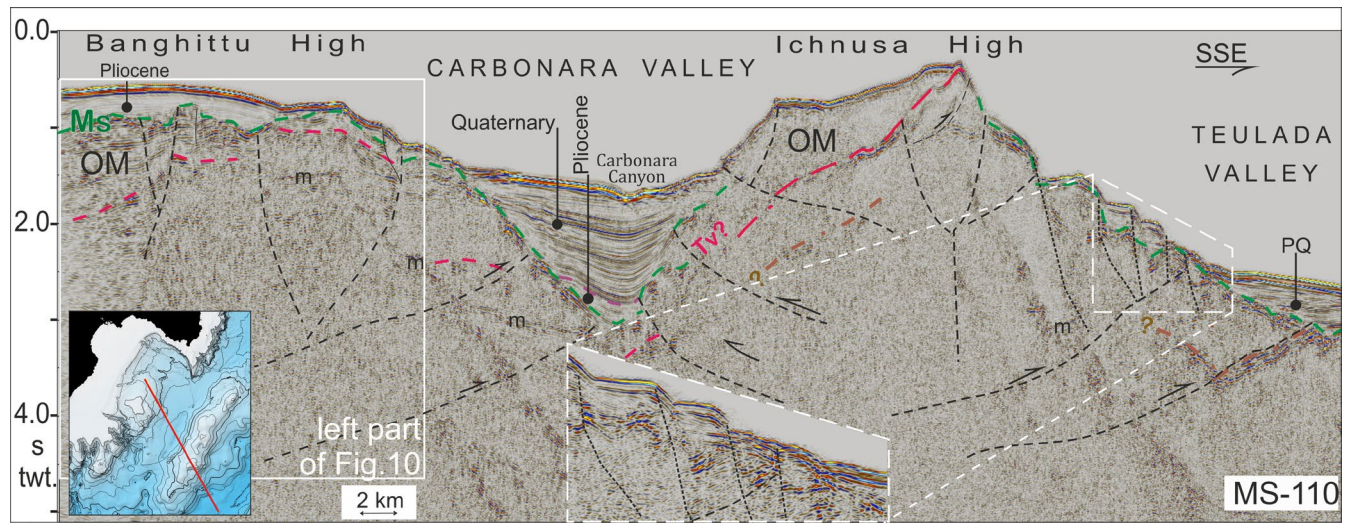 0.0
Banghittu High
Ichnusa High
SSE
Pliocene
CARBONARA VALLEY
Ms
Quaternary
Pliocene
OM
TEULADA
VALLEY
OM
Carbonara
Canyon
m
2.0
Tv?
PQ
m
?
m
m
?
4.0
s
twt.
left part
of Fig.10
2 km
MS-110